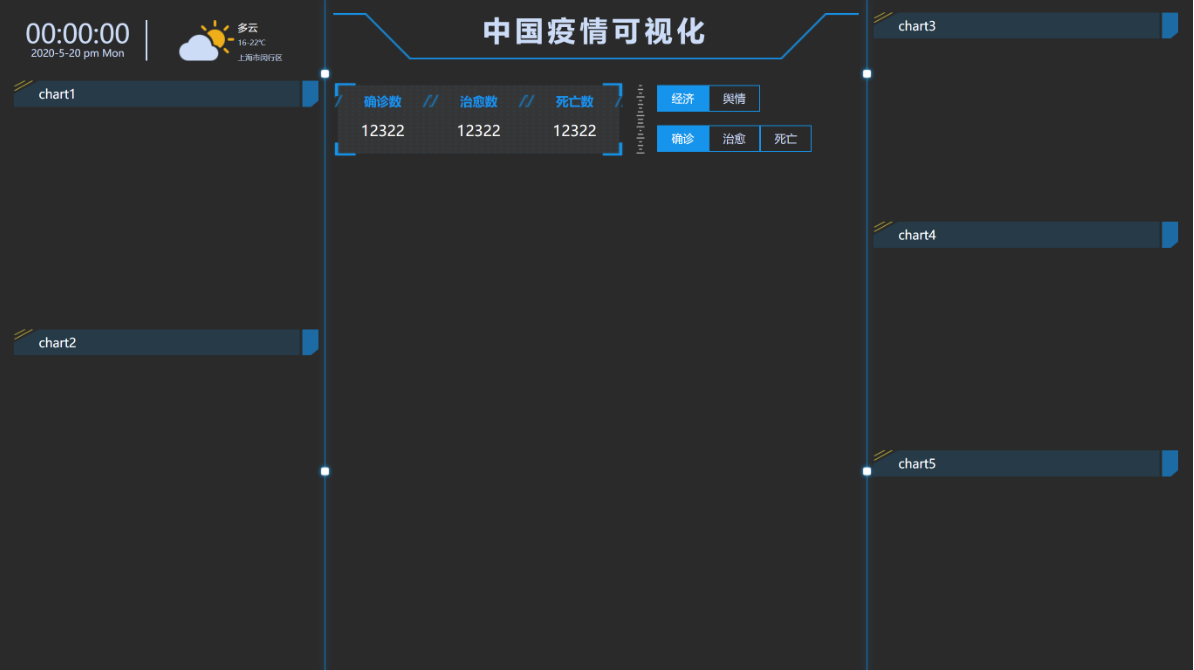 00:00:00
2020-5-20 pm Mon
多云
16-22℃
上海市闵行区
chart1
chart2
中国疫情可视化
确诊数 // 治愈数 // 死亡数
12322 12322 12322
经济 舆情
确诊 治愈 死亡
chart3
chart4
chart5